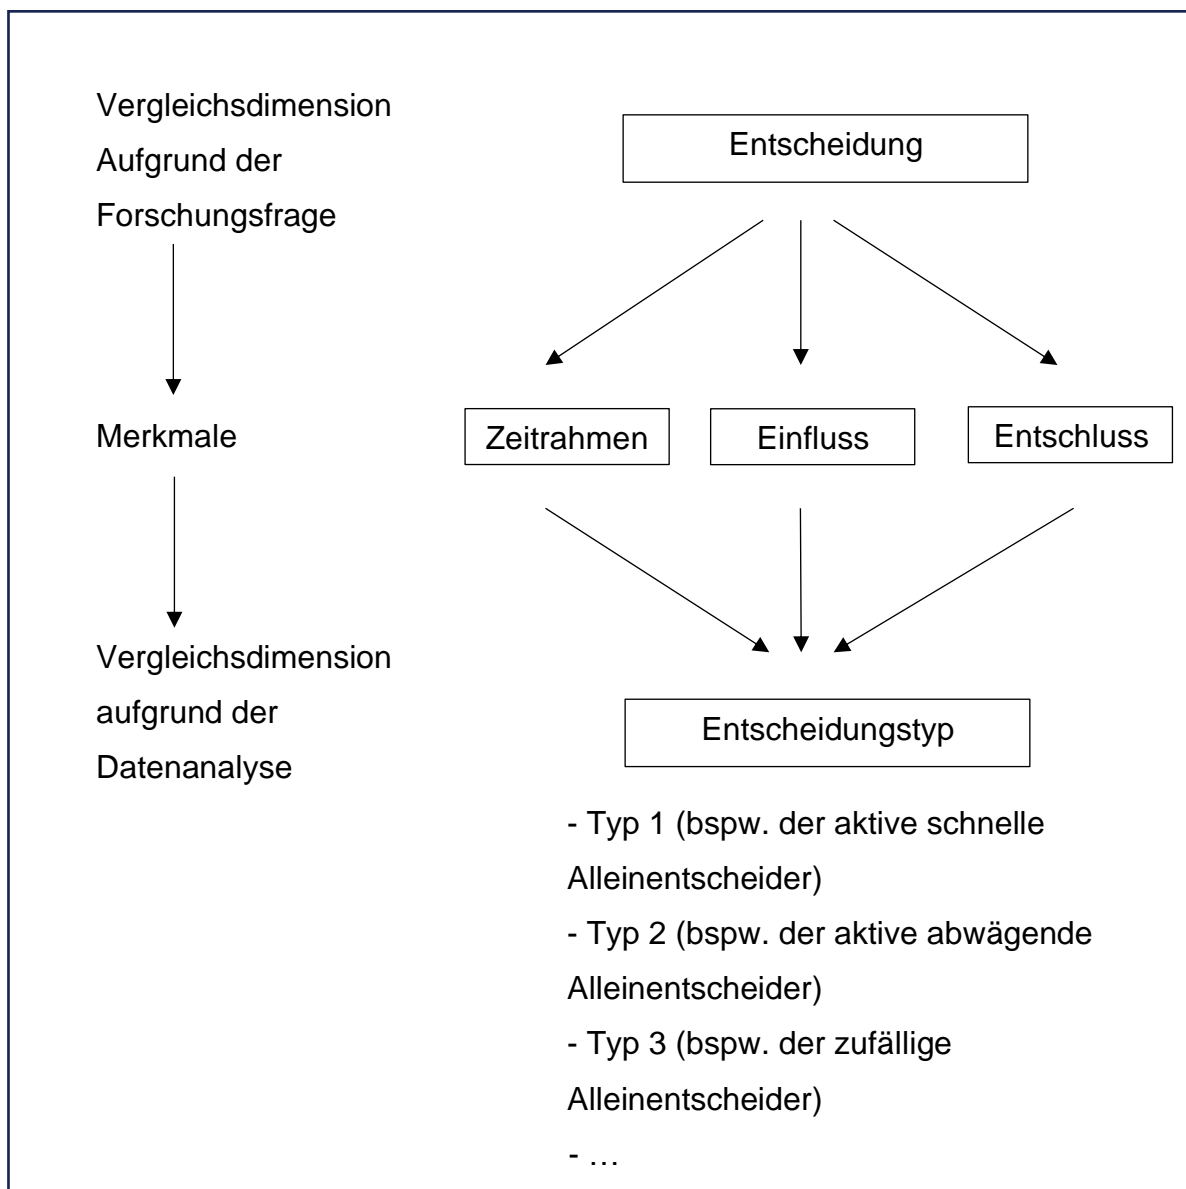 Vergleichsdimension
Aufgrund der
Forschungsfrage
Entscheidung
Merkmale
Zeitrahmen
Einfluss
Entschluss
Vergleichsdimension
aufgrund der
Datenanalyse
Entscheidungstyp
- Typ 1 (bspw. der aktive schnelle
Alleinentscheider)
- Typ 2 (bspw. der aktive abwägende
Alleinentscheider)
- Typ 3 (bspw. der zufällige
Alleinentscheider)
- …